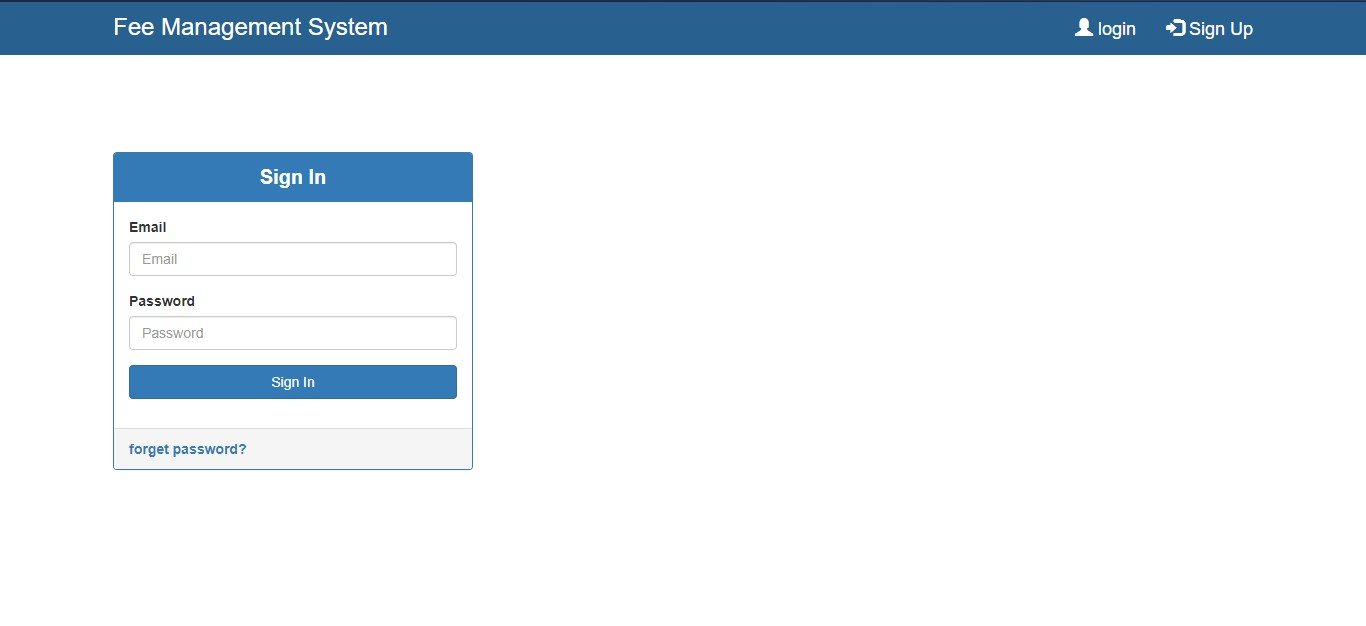 Fee Management System
login
Sign Up
Sign In
Email
Email
Password
Password
Sign In
forget password?